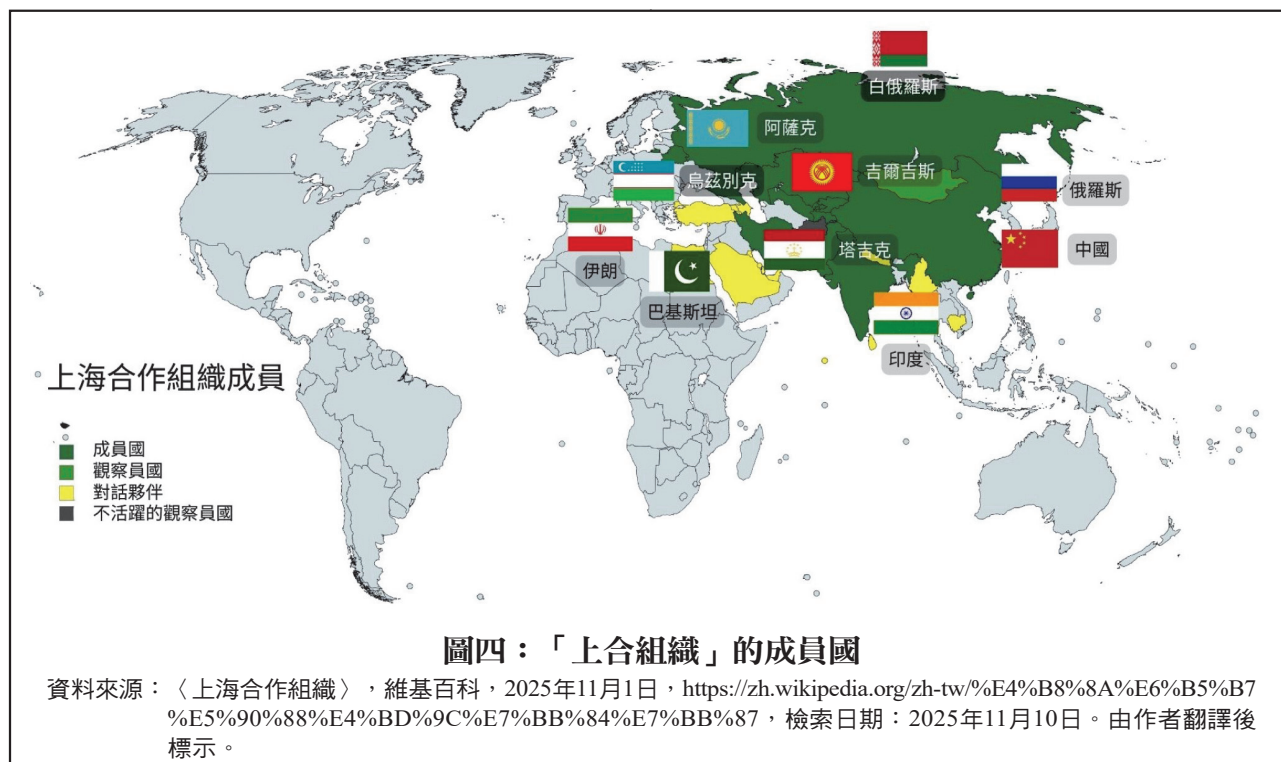 白俄羅斯
阿薩克
烏茲別克
吉爾吉斯
俄羅斯
伊朗
塔吉克
中國
巴基斯坦
印度
上海合作組織成員
成員國
觀察員國
對話夥伴
不活躍的觀察員國
圖四：「上合組織」的成員國
資料來源：〈上海合作組織〉，維基百科，2025年11月1日，https://zh.wikipedia.org/zh-tw/%E4%B8%8A%E6%B5%B7
%E5%90%88%E4%BD%9C%E7%BB%84%E7%BB%87，檢索日期：2025年11月10日。由作者翻譯後
標示。